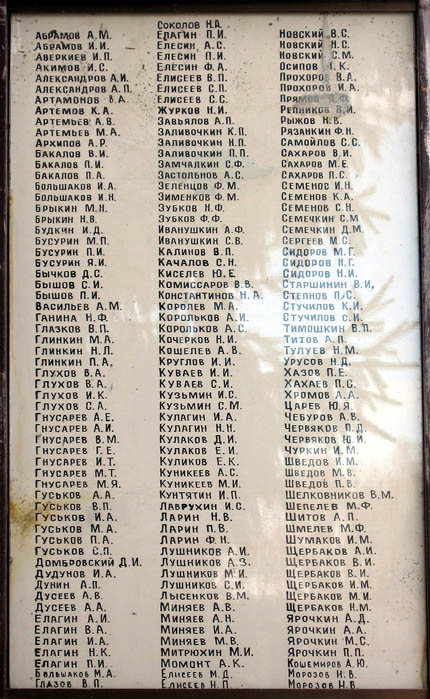 Абрамов А.М.
Абрамов И.И.
Аверкиев И.П.
Акимов И.С.
Александров А.И.
Александров А.П.
Артамонов В.А.
Артемов К.А.
Артемьев А.В.
Артемьев М.А.
Архипов А.Р.
Бакалов В.И.
Бакалов П.И.
Бакалов П.А.
Большаков И.А.
Большаков И.Н.
Брыкин М.Н.
Брыкин Н.В.
Будкин И.Д.
Бусурин М.П.
Бусурин П.И.
Бусурин Я.И.
Бычков Д.С.
Бышов С.И.
Бышов П.И.
Васильев А.М.
Ганина Н.Ф.
Глазков В.П.
Глинкин М.А.
Глинкин Н.Л.
Глинкин П.А.
Глухов В.А.
Глухов В.А.
Глухов И.К.
Глухов С.А.
Гнусарев А.Е.
Гнусарев А.И.
Гнусарев В.М.
Гнусарев Г.Е.
Гнусарев И.Т.
Гнусарев М.Т.
Гнусарев М.Я.
Гуськов А.А.
Гуськов В.П.
Гуськов И.А.
Гуськов М.А.
Гуськов П.А.
Гуськов С.П.
Домбровский Д.И.
Дудунов И.А.
Дунин А.П.
Дусеев А.В.
Дусеев А.А.
Елагин А.И.
Елагин В.А.
Елагин И.А.
Елагин Н.К.
Елагин П.И.
Большаков М.А.
Глазов В.П.
Соколов Н.А.
Елагин П.И.
Елесин А.С.
Елесин П.И.
Елесин Ф.А.
Елисеев В.П.
Елисеев С.П.
Елисеев С.С.
Журков Н.И.
Завьялов А.П.
Заливочкин К.П.
Заливочкин Н.П.
Заливочкин П.П.
Замчалкин С.Ф.
Застольнов А.С.
Зеленцов Ф.М.
Зименков Ф.М.
Зубков Н.Ф.
Зубков Ф.Ф.
Иванушкин А.Ф.
Иванушкин С.В.
Калинов В.П.
Качалов С.Н.
Киселев Ю.Е.
Комиссаров В.В.
Константинов Н.А.
Королев М.А.
Корольков А.И.
Корольков А.С.
Кочерков Н.И.
Кошелев А.В.
Круглов И.И.
Куваев И.И.
Куваев С.И.
Кузьмин И.С.
Кузьмин С.М.
Кулагин И.А.
Кулагин Н.Н.
Кулаков Д.И.
Кулаков Е.И.
Куликов Е.К.
Куникеев А.С.
Куникеев М.И.
Кунтятин И.П.
Лаврухин И.С.
Ларин Н.В.
Ларин П.В.
Ларин Ф.Н.
Лушников А.И.
Лушников А.З.
Лушников М.И.
Лушников С.И.
Лысенков В.М.
Миняев А.В.
Миняев А.Н.
Миняев И.А.
Миняев М.В.
Митрюхин М.И.
Момонт А.К.
Елисеев М.Д.
Елисеев Н.П.
Новский В.С.
Новский Н.С.
Новский С.М.
Осипов Н.К.
Прохоров В.А.
Прохоров И.А.
Прямов
Репников В.И.
Рыжов Н.В.
Рязанкин Ф.Н.
Самойлов С.С.
Сахаров В.И.
Сахаров М.Е.
Сахаров П.С.
Семенов И.Н.
Семенов К.А.
Семенов С.Н.
Семечкин С.М
Семечкин Д.М.
Сергеев М.С.
Сидоров М.Г.
Сидоров Н.Г.
Сидоров Н.И.
Старшинин В.И.
Степнов П.С.
Стучилов К.И.
Стучилов С.И.
Тимошкин В.П.
Титов А.П.
Тулуев Н.М.
Урусов Н.Д.
Хазов П.Е.
Хахаев П.С.
Хромов А.А.
Царев Ю.Я.
Чебуров А.В.
Червяков П.Д.
Червяков Ю.И.
Чуркин И.М.
Шведов И.М.
Шведов М.В.
Шведов П.В.
Шелковников В.М.
Шепелев М.Ф.
Шитов А.П.
Шмелев М.Ф.
Шумаков И.М.
Щербаков А.И.
Щербаков В.И.
Щербаков В.И.
Щербаков И.М.
Щербаков М.И.
Щербаков Н.М.
Ярочкин А.Д.
Ярочкин А.А.
Ярочкин М.С.
Ярочкин П.П.
Кошемиров А.Ю.
Морозов И.В.
Морозов Н.В.